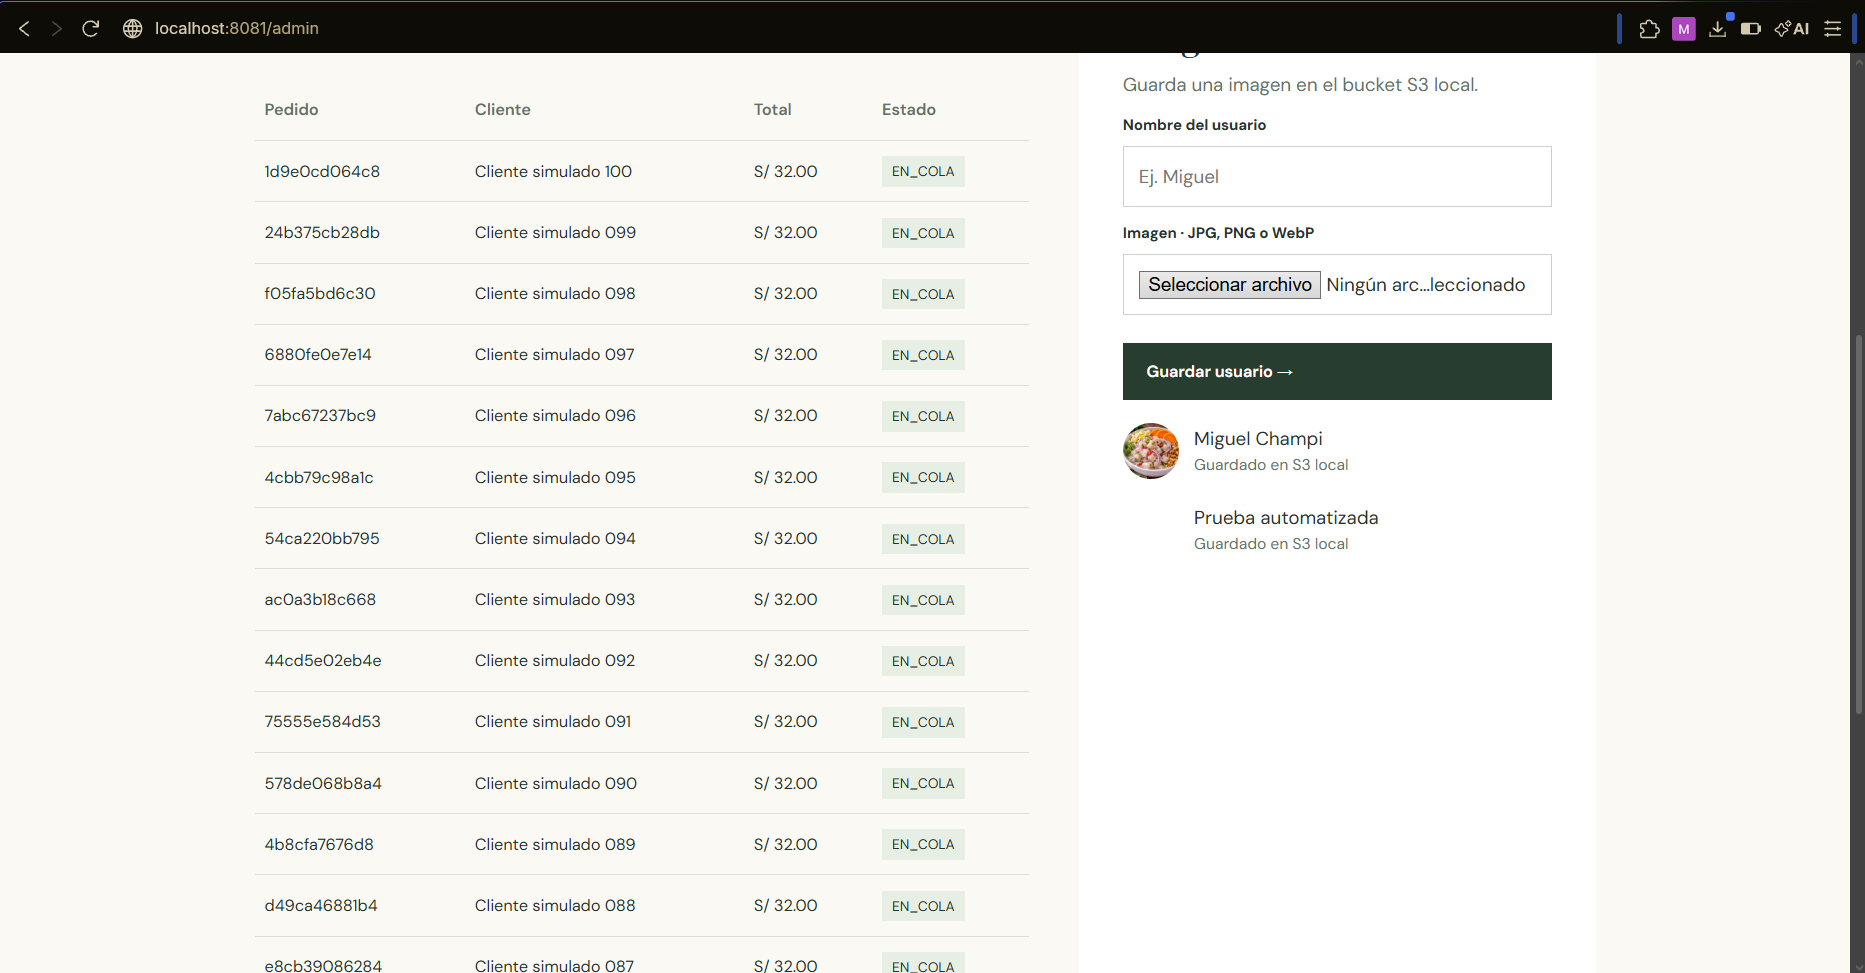 localhost:8081/admin
M
AI
Pedido Cliente Total Estado
1d9e0cd064c8 Cliente simulado 100 S/ 32.00 EN_COLA
24b375cb28db Cliente simulado 099 S/ 32.00 EN_COLA
f05fa5bd6c30 Cliente simulado 098 S/ 32.00 EN_COLA
6880fe0e7e14 Cliente simulado 097 S/ 32.00 EN_COLA
7abc67237bc9 Cliente simulado 096 S/ 32.00 EN_COLA
4cbb79c98a1c Cliente simulado 095 S/ 32.00 EN_COLA
54ca220bb795 Cliente simulado 094 S/ 32.00 EN_COLA
ac0a3b18c668 Cliente simulado 093 S/ 32.00 EN_COLA
44cd5e02eb4e Cliente simulado 092 S/ 32.00 EN_COLA
75555e584d53 Cliente simulado 091 S/ 32.00 EN_COLA
578de068b8a4 Cliente simulado 090 S/ 32.00 EN_COLA
4b8cfa7676d8 Cliente simulado 089 S/ 32.00 EN_COLA
d49ca46881b4 Cliente simulado 088 S/ 32.00 EN_COLA
e8cb39086284 Cliente simulado 087 S/ 32.00 EN_COLA
Guarda una imagen en el bucket S3 local.
Nombre del usuario
Ej. Miguel
Imagen · JPG, PNG o WebP
Seleccionar archivo Ningún arc...leccionado
Guardar usuario →
Miguel Champi
Guardado en S3 local
Prueba automatizada
Guardado en S3 local